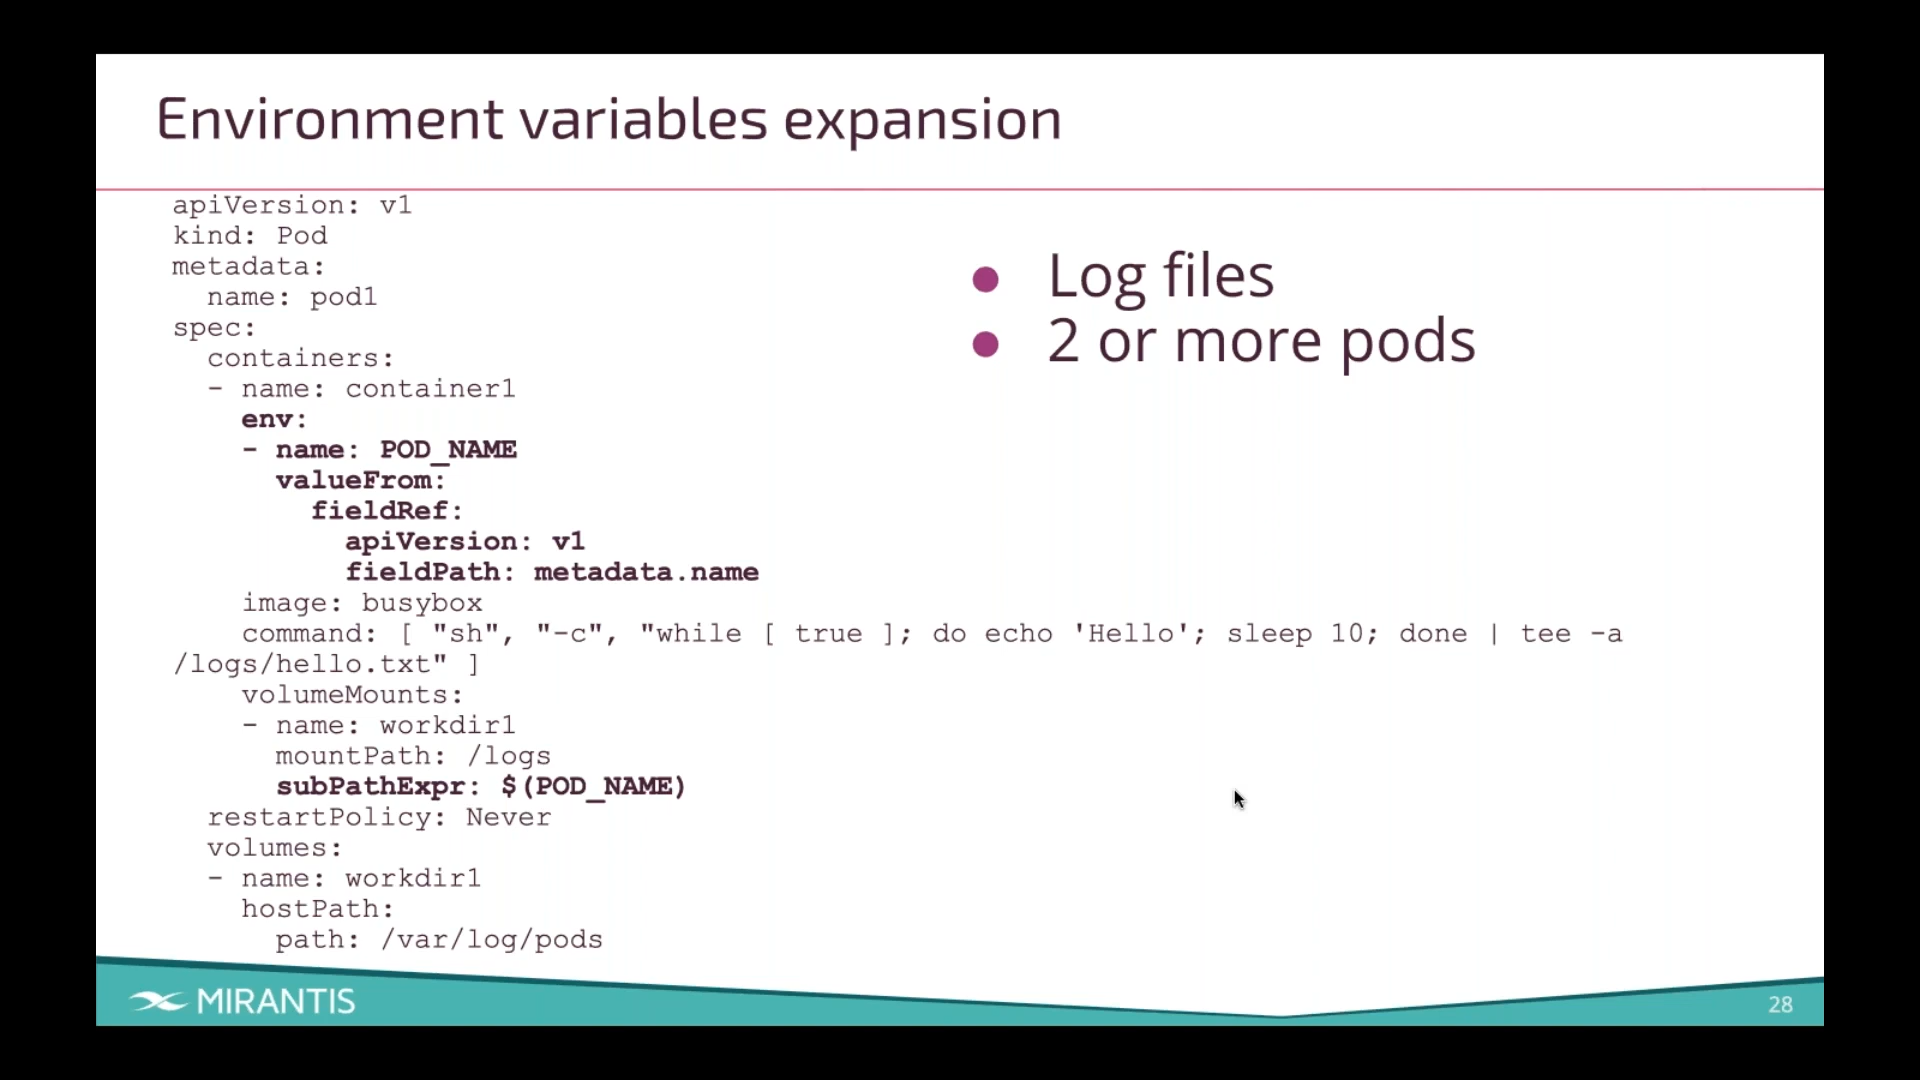 Environment variables expansion
apiVersion: v1
kind: Pod
metadata:
  name: pod1
spec:
  containers:
  - name: container1
    env:
    - name: POD_NAME
      valueFrom:
        fieldRef:
          apiVersion: v1
          fieldPath: metadata.name
    image: busybox
    command: [ "sh", "-c", "while [ true ]; do echo 'Hello'; sleep 10; done | tee -a
/logs/hello.txt" ]
    volumeMounts:
    - name: workdir1
      mountPath: /logs
      subPathExpr: $(POD_NAME)
  restartPolicy: Never
  volumes:
  - name: workdir1
    hostPath:
      path: /var/log/pods
● Log files
● 2 or more pods
MIRANTIS
28